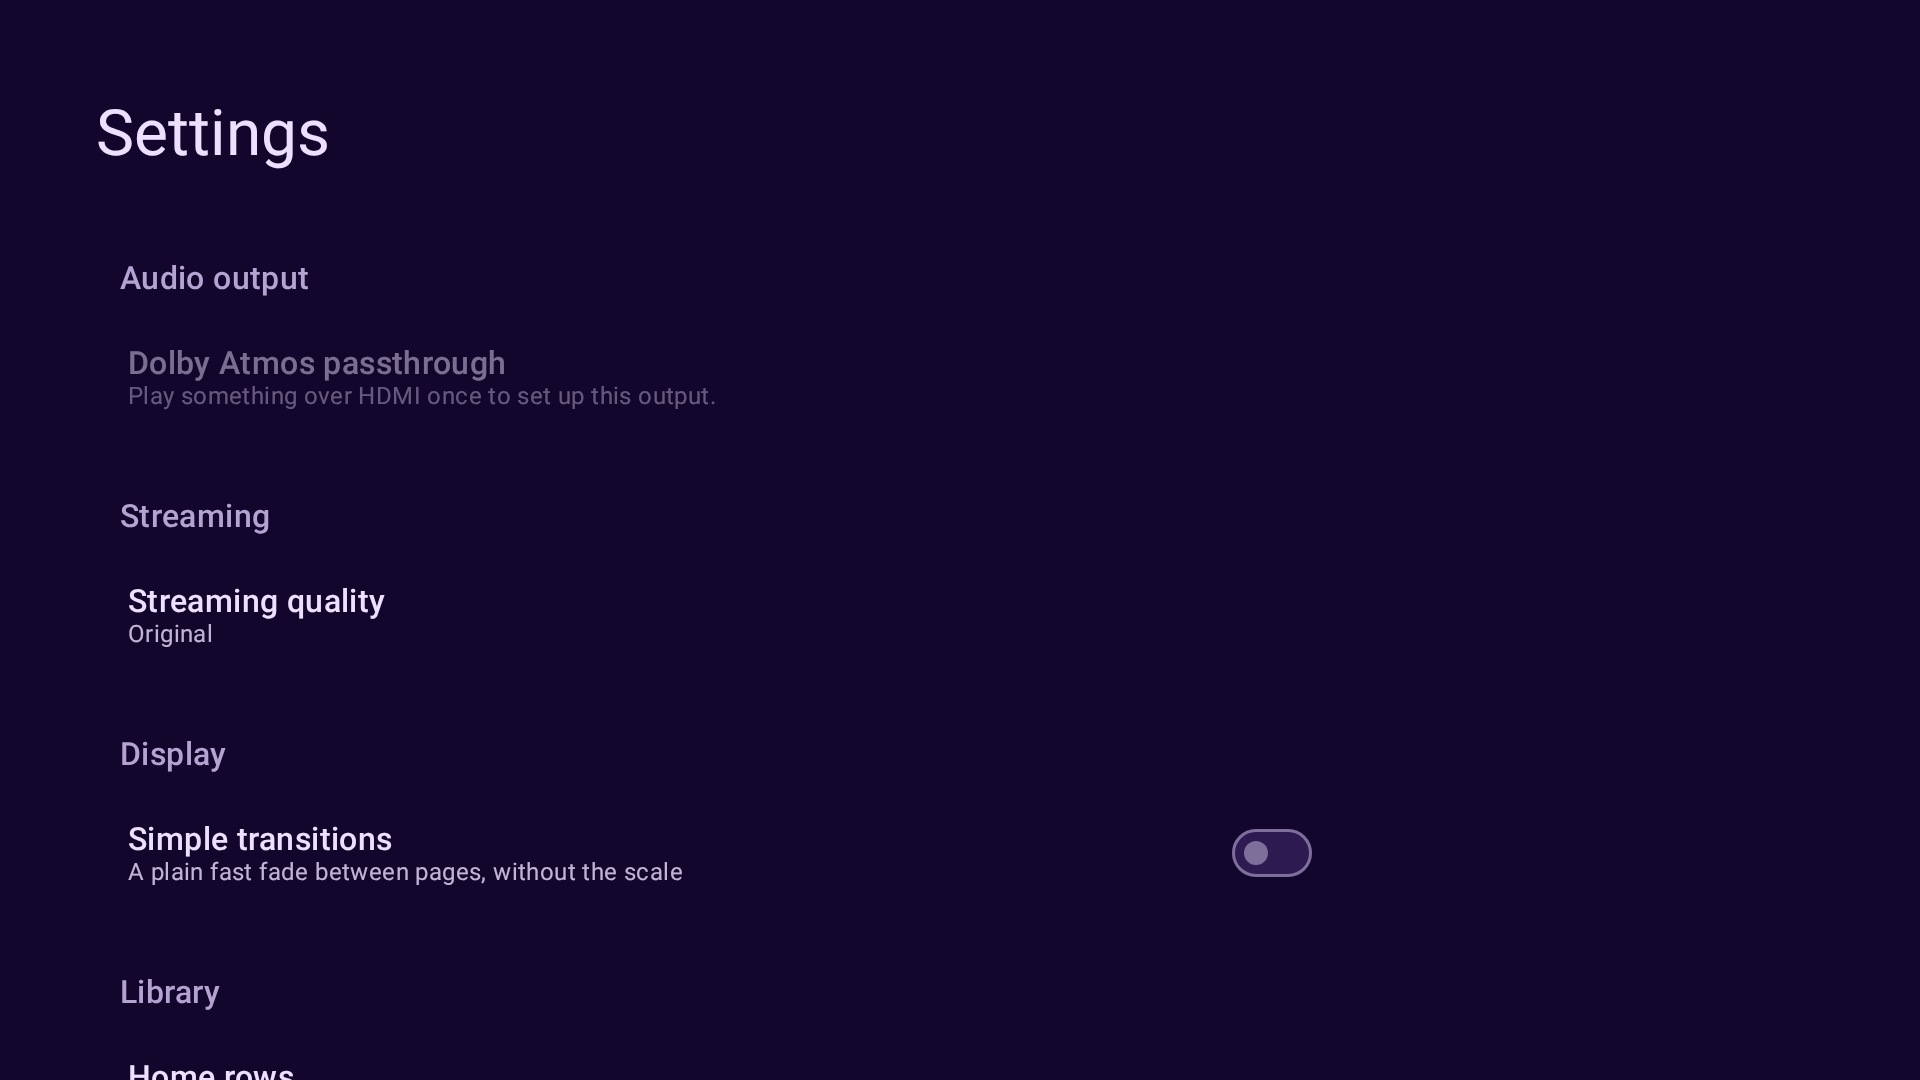 Settings
Audio output
Dolby Atmos passthrough
Play something over HDMI once to set up this output.
Streaming
Streaming quality
Original
Display
Simple transitions
A plain fast fade between pages, without the scale
Library
Home rows